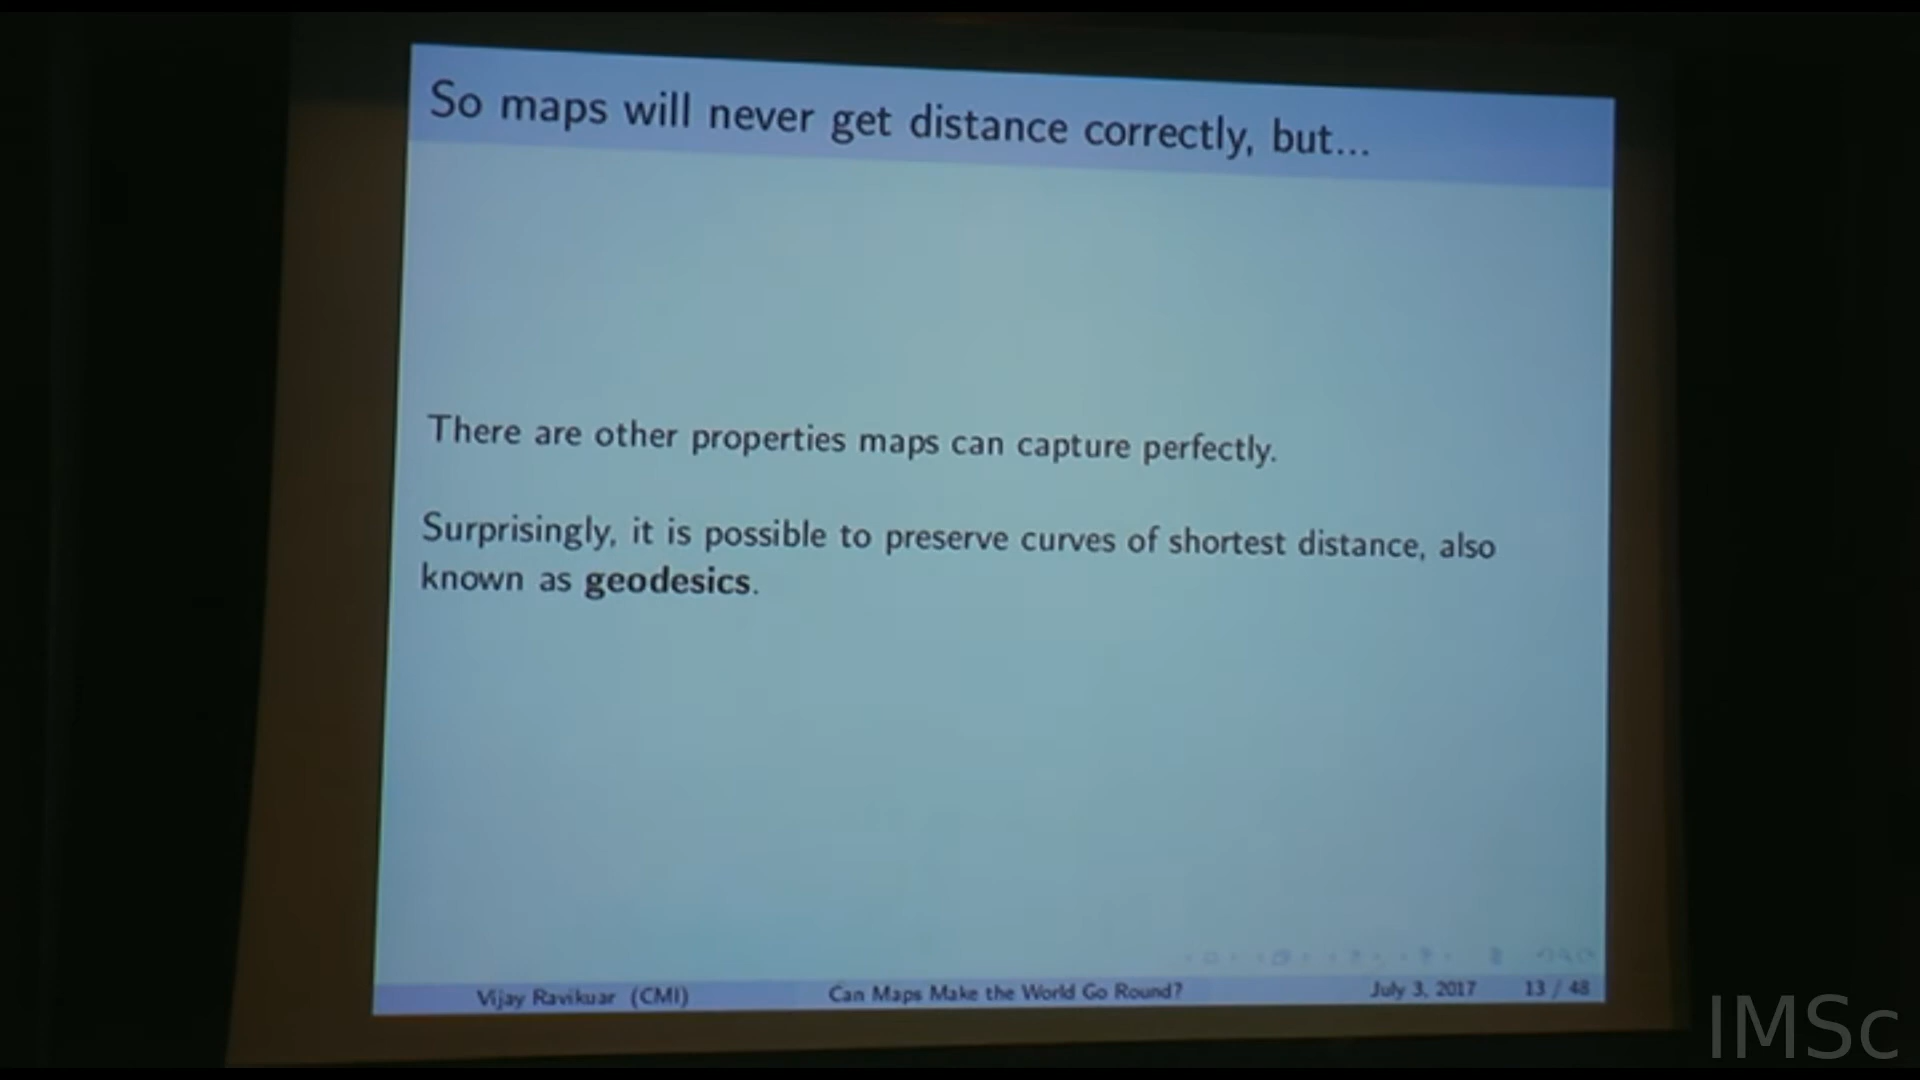 So maps will never get distance correctly, but...
There are other properties maps can capture perfectly.
Surprisingly, it is possible to preserve curves of shortest distance, also
known as geodesics.
Vijay Ravikuar (CMI) Can Maps Make the World Go Round? July 3, 2017 13 / 48
IMSc